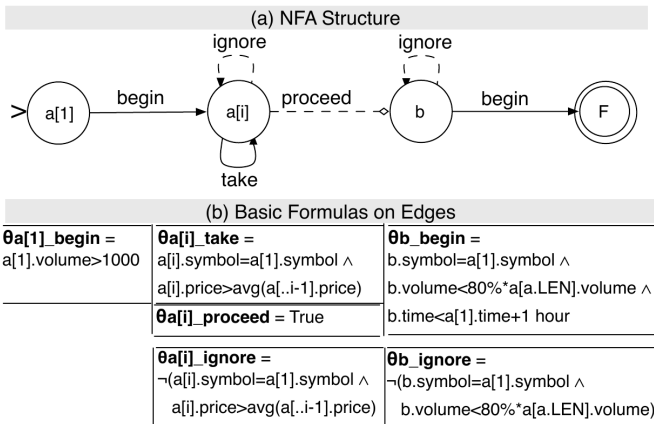 (a) NFA Structure
ignore
ignore
> a[1] begin a[i] proceed b begin F
take
(b) Basic Formulas on Edges
θa[1]_begin =
a[1].volume>1000
θa[i]_take =
a[i].symbol=a[1].symbol ∧
a[i].price>avg(a[..i-1].price)
θa[i]_proceed = True
θb_begin =
b.symbol=a[1].symbol ∧
b.volume<80%*a[a.LEN].volume ∧
b.time<a[1].time+1 hour
θa[i]_ignore =
¬(a[i].symbol=a[1].symbol ∧
a[i].price>avg(a[..i-1].price)
θb_ignore =
¬(b.symbol=a[1].symbol ∧
b.volume<80%*a[a.LEN].volume)